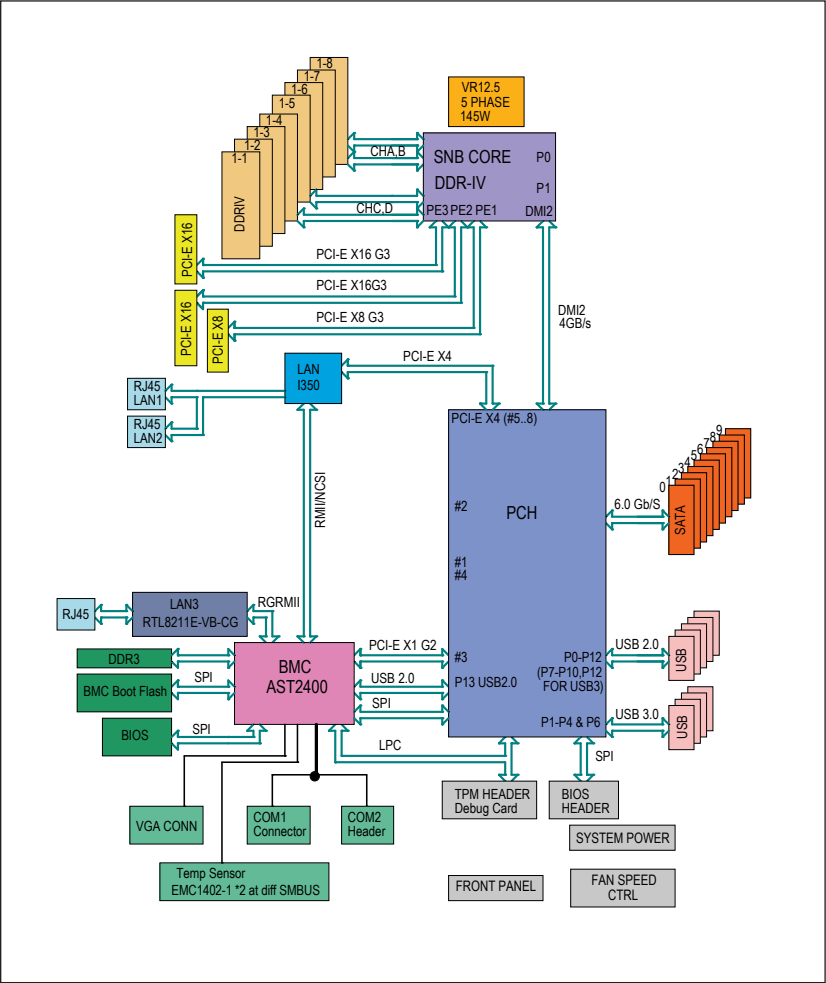 1-8
1-7
1-6
1-5
1-4
1-3
1-2
1-1
DDRIV
VR12.5
5 PHASE
145W
CHA,B
CHC,D
SNB CORE
DDR-IV
P0
P1
PE3 PE2 PE1
DMI2
PCI-E X16
PCI-E X16 G3
PCI-E X16
PCI-E X16G3
PCI-E X8
PCI-E X8 G3
DMI2
4GB/s
LAN
I350
PCI-E X4
RJ45
LAN1
RJ45
LAN2
RMII/NCSI
PCI-E X4 (#5..8)
#2
PCH
#1
#4
#3
P13 USB2.0
P0-P12
(P7-P10,P12
FOR USB3)
P1-P4 & P6
6.0 Gb/S
0 1 2 3 4 5 6 7 8 9
SATA
USB 2.0
USB
USB 3.0
USB
RJ45
LAN3
RTL8211E-VB-CG
RGRMII
DDR3
BMC Boot Flash
SPI
BIOS
SPI
BMC
AST2400
PCI-E X1 G2
USB 2.0
SPI
LPC
SPI
VGA CONN
COM1
Connector
COM2
Header
Temp Sensor
EMC1402-1 *2 at diff SMBUS
TPM HEADER
Debug Card
BIOS
HEADER
SYSTEM POWER
FRONT PANEL
FAN SPEED
CTRL